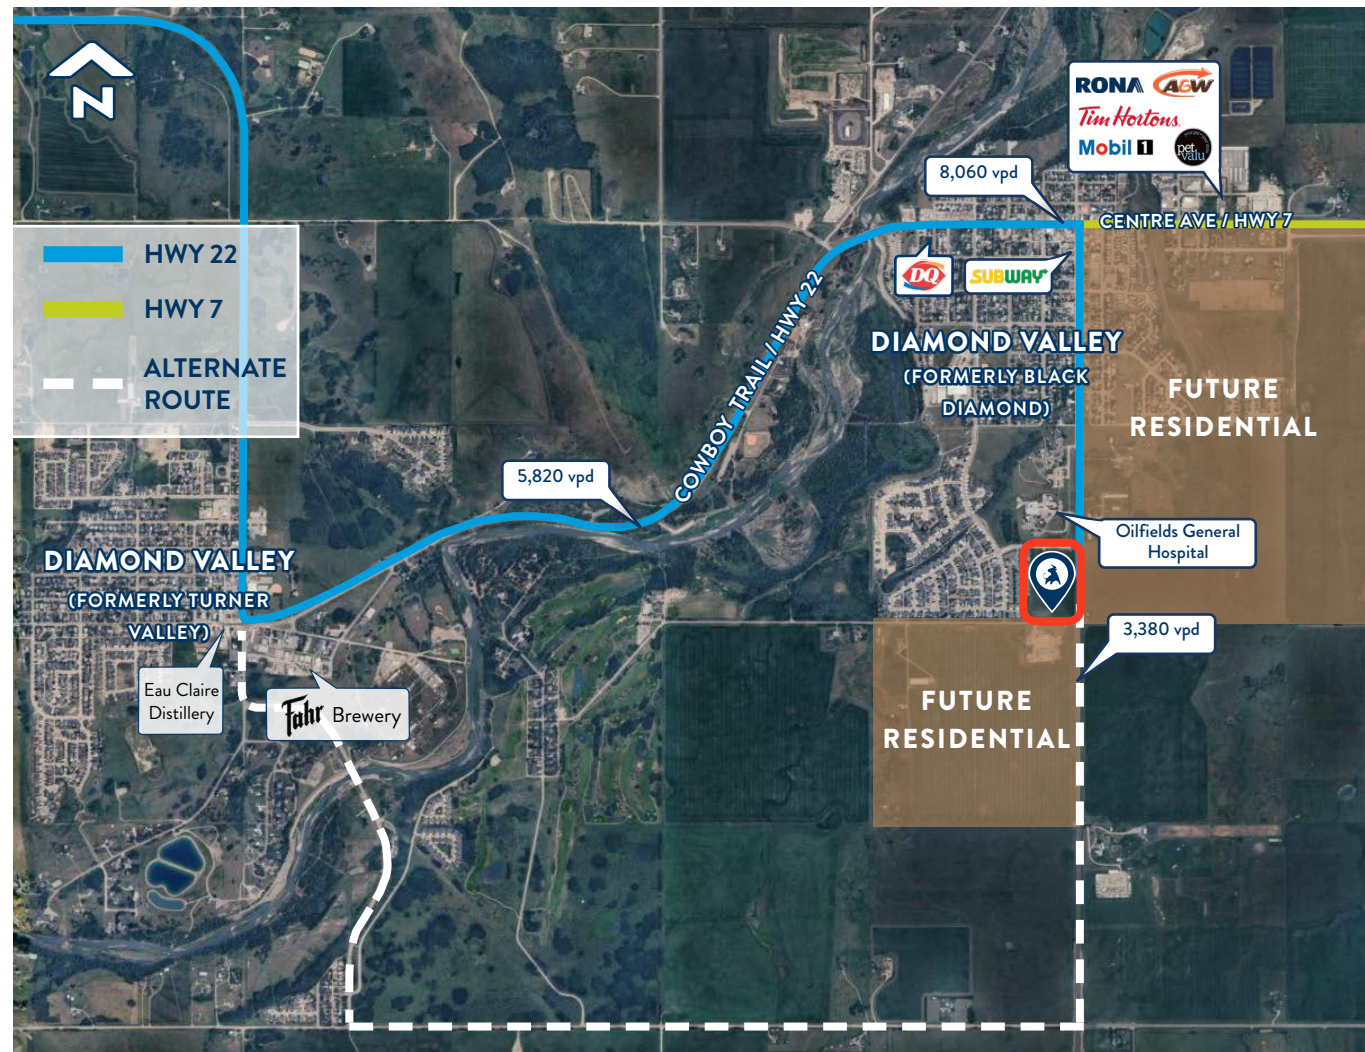 N
RONA A&W
Tim Hortons
Mobil 1 pet valu
8,060 vpd
CENTRE AVE / HWY 7
HWY 22
HWY 7
ALTERNATE
ROUTE
DQ SUBWAY
COWBOY TRAIL / HWY 22
DIAMOND VALLEY
(FORMERLY BLACK
DIAMOND)
FUTURE
RESIDENTIAL
5,820 vpd
Oilfields General
Hospital
DIAMOND VALLEY
(FORMERLY TURNER
VALLEY)
3,380 vpd
Eau Claire
Distillery
Fahr Brewery
FUTURE
RESIDENTIAL